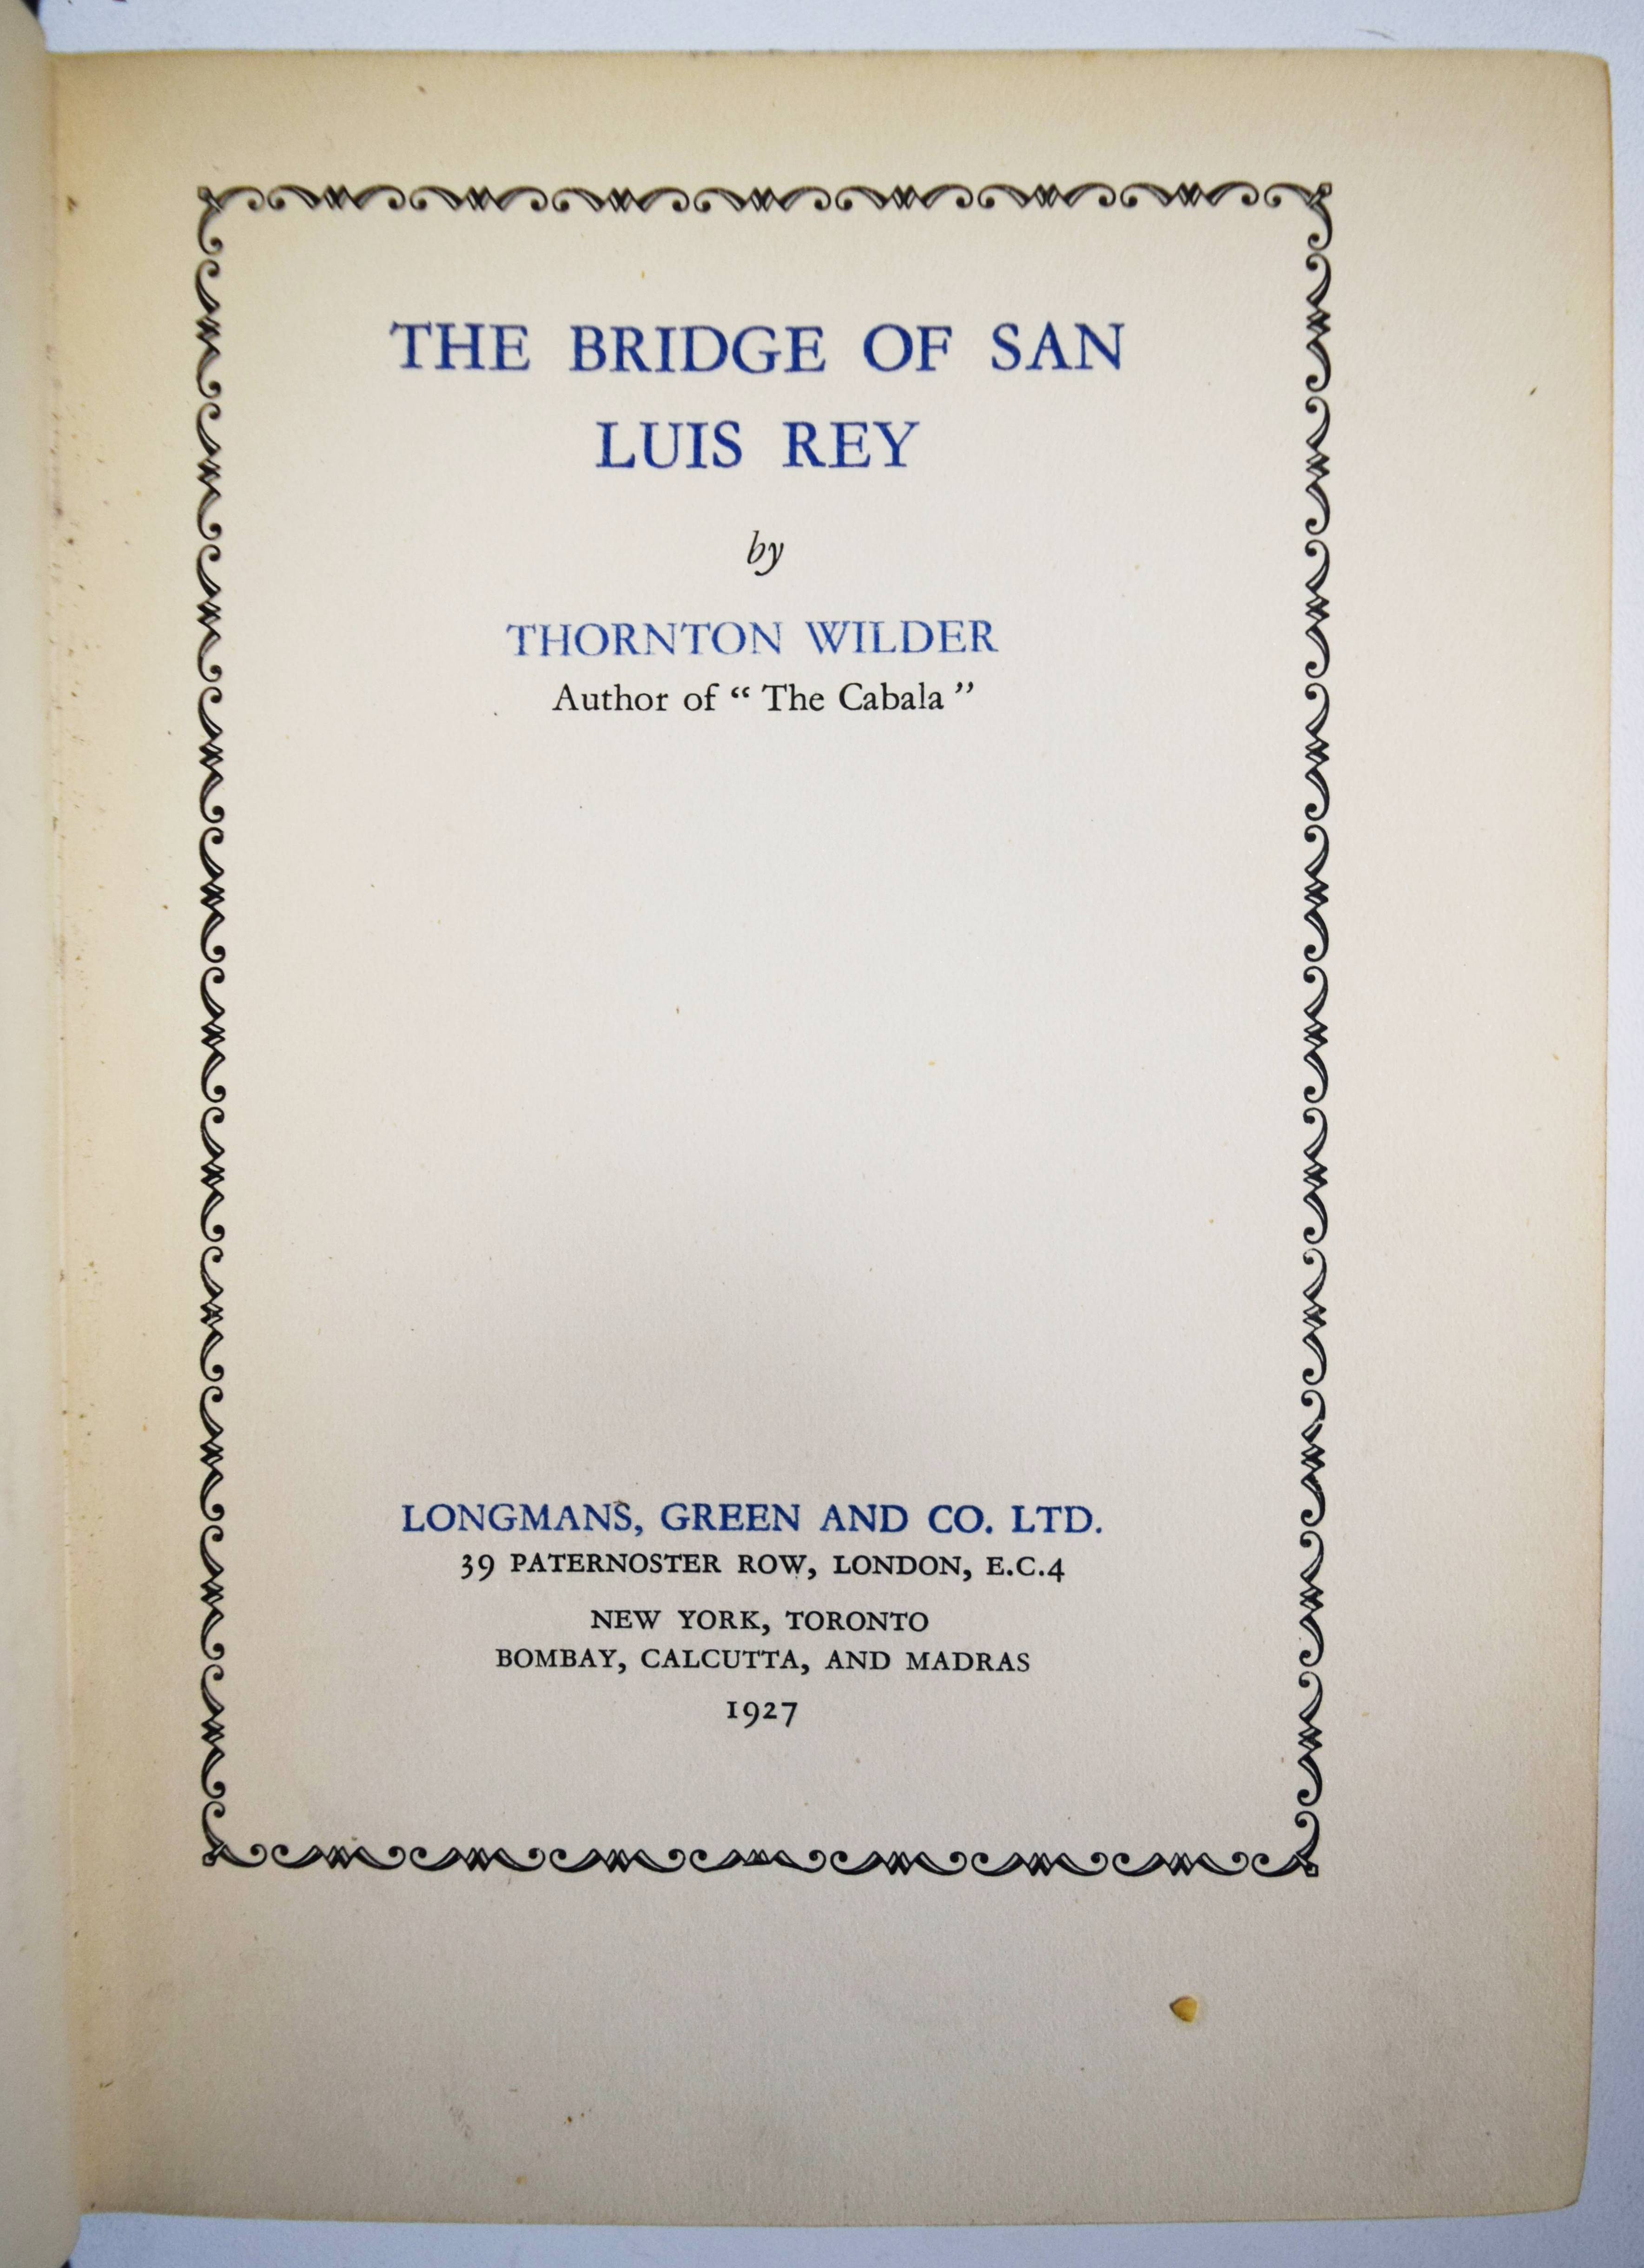 THE BRIDGE OF SAN
LUIS REY
by
THORNTON WILDER
Author of “ The Cabala ”
LONGMANS, GREEN AND CO. LTD.
39 PATERNOSTER ROW, LONDON, E.C.4
NEW YORK, TORONTO
BOMBAY, CALCUTTA, AND MADRAS
1927